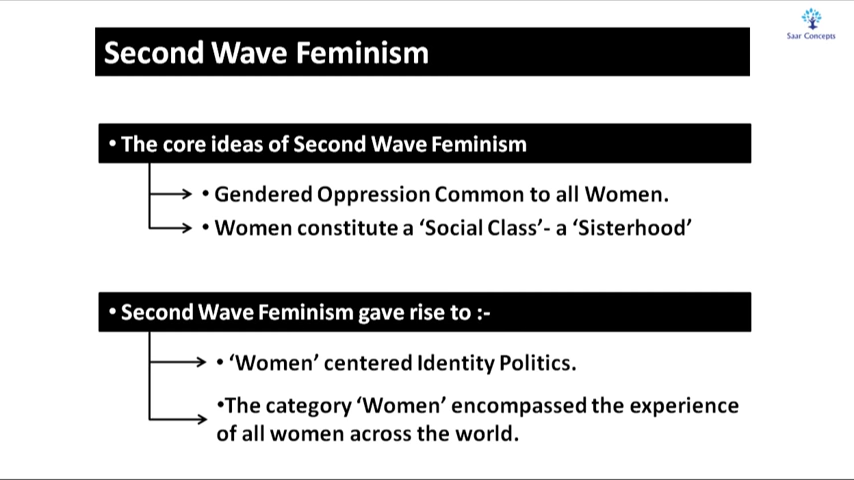 Saar Concepts
Second Wave Feminism
• The core ideas of Second Wave Feminism
• Gendered Oppression Common to all Women.
• Women constitute a ‘Social Class’- a ‘Sisterhood’
• Second Wave Feminism gave rise to :-
• ‘Women’ centered Identity Politics.
•The category ‘Women’ encompassed the experience
of all women across the world.